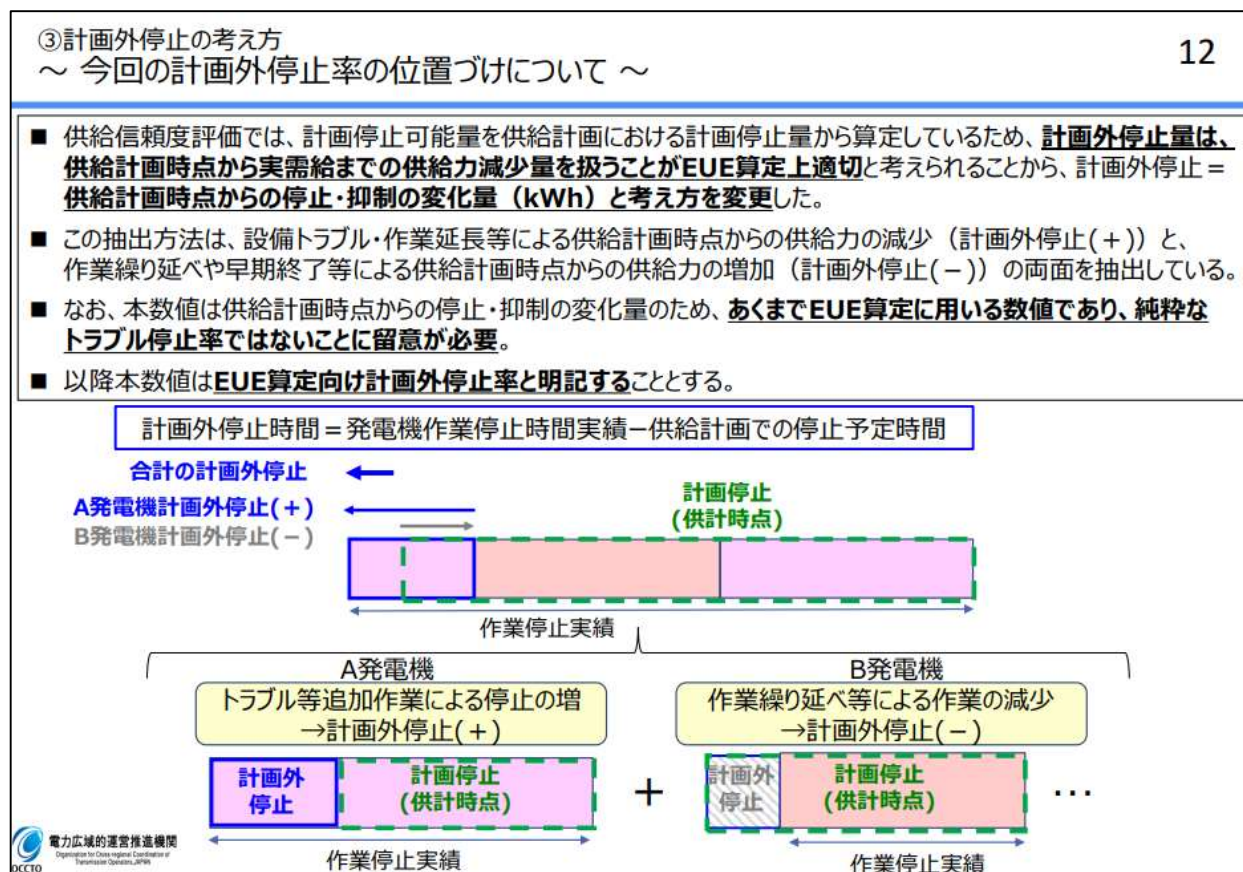 ③計画外停止の考え方
～ 今回の計画外停止率の位置づけについて ～
12
■ 供給信頼度評価では、計画停止可能量を供給計画における計画停止量から算定しているため、計画外停止量は、
供給計画時点から実需給までの供給力減少量を扱うことがEUE算定上適切と考えられることから、計画外停止＝
供給計画時点からの停止・抑制の変化量（kWh）と考え方を変更した。
■ この抽出方法は、設備トラブル・作業延長等による供給計画時点からの供給力の減少（計画外停止(+)）と、
作業繰り延べや早期終了等による供給計画時点からの供給力の増加（計画外停止(－)）の両面を抽出している。
■ なお、本数値は供給計画時点からの停止・抑制の変化量のため、あくまでEUE算定に用いる数値であり、純粋な
トラブル停止率ではないことに留意が必要。
■ 以降本数値はEUE算定向け計画外停止率と明記することとする。
計画外停止時間＝発電機作業停止時間実績－供給計画での停止予定時間
合計の計画外停止
A発電機計画外停止(+)
B発電機計画外停止(－)
計画停止
(供計時点)
作業停止実績
A発電機
トラブル等追加作業による停止の増
→計画外停止(+)
計画外
停止
計画停止
(供計時点)
作業停止実績
+
B発電機
作業繰り延べ等による作業の減少
→計画外停止(－)
計画外
停止
計画停止
(供計時点)
…
作業停止実績
電力広域的運営推進機関
Organization for Cross-regional Coordination of
Transmission Operators, JAPAN
OCCTO